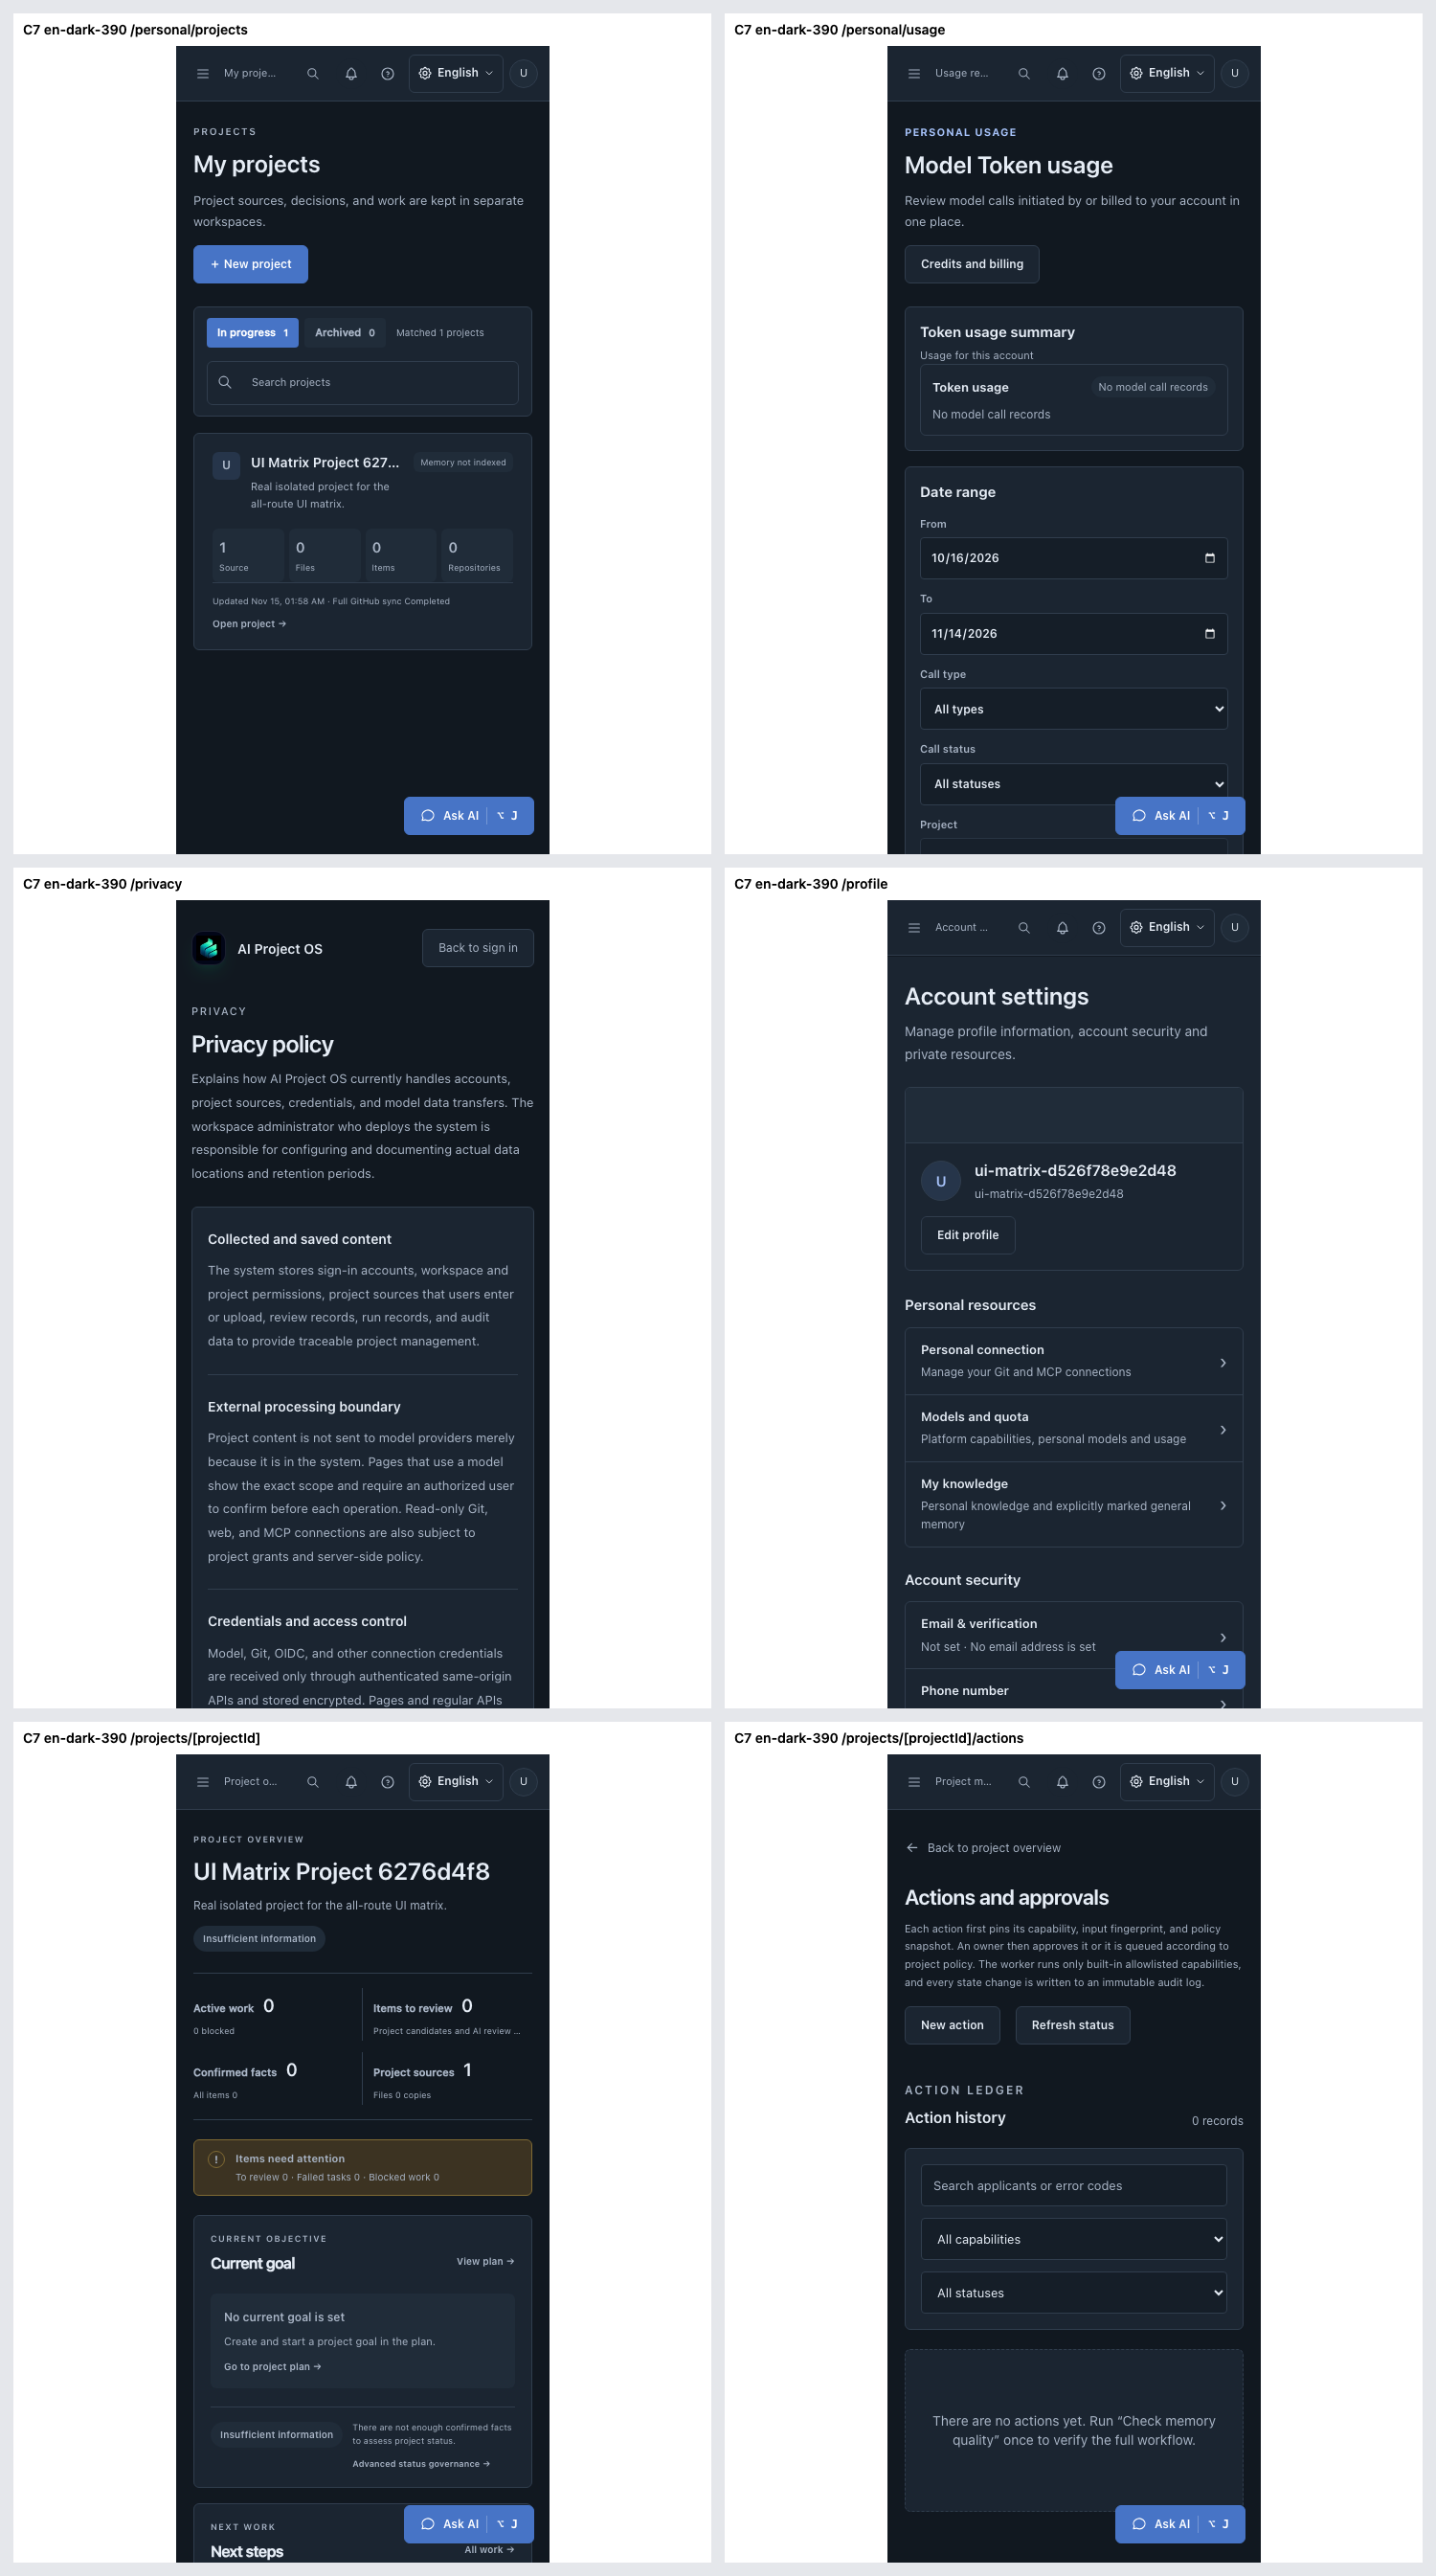 C7 en-dark-390 /personal/projects
My proje...
English
U
PROJECTS
My projects
Project sources, decisions, and work are kept in separate
workspaces.
+ New project
In progress 1
Archived 0
Matched 1 projects
Search projects
U
UI Matrix Project 627...
Memory not indexed
Real isolated project for the
all-route UI matrix.
1
Source
0
Files
0
Items
0
Repositories
Updated Nov 15, 01:58 AM · Full GitHub sync Completed
Open project →
Ask AI
⌥ J
C7 en-dark-390 /personal/usage
Usage re...
English
U
PERSONAL USAGE
Model Token usage
Review model calls initiated by or billed to your account in
one place.
Credits and billing
Token usage summary
Usage for this account
Token usage
No model call records
No model call records
Date range
From
10/16/2026
To
11/14/2026
Call type
All types
Call status
All statuses
Project
Ask AI
⌥ J
C7 en-dark-390 /privacy
AI Project OS
Back to sign in
PRIVACY
Privacy policy
Explains how AI Project OS currently handles accounts,
project sources, credentials, and model data transfers. The
workspace administrator who deploys the system is
responsible for configuring and documenting actual data
locations and retention periods.
Collected and saved content
The system stores sign-in accounts, workspace and
project permissions, project sources that users enter
or upload, review records, run records, and audit
data to provide traceable project management.
External processing boundary
Project content is not sent to model providers merely
because it is in the system. Pages that use a model
show the exact scope and require an authorized user
to confirm before each operation. Read-only Git,
web, and MCP connections are also subject to
project grants and server-side policy.
Credentials and access control
Model, Git, OIDC, and other connection credentials
are received only through authenticated same-origin
APIs and stored encrypted. Pages and regular APIs
C7 en-dark-390 /profile
Account ...
English
U
Account settings
Manage profile information, account security and
private resources.
U
ui-matrix-d526f78e9e2d48
ui-matrix-d526f78e9e2d48
Edit profile
Personal resources
Personal connection
Manage your Git and MCP connections
Models and quota
Platform capabilities, personal models and usage
My knowledge
Personal knowledge and explicitly marked general
memory
Account security
Email & verification
Not set · No email address is set
Phone number
Ask AI
⌥ J
C7 en-dark-390 /projects/[projectId]
Project o...
English
U
PROJECT OVERVIEW
UI Matrix Project 6276d4f8
Real isolated project for the all-route UI matrix.
Insufficient information
Active work 0
0 blocked
Items to review 0
Project candidates and AI review ...
Confirmed facts 0
All items 0
Project sources 1
Files 0 copies
Items need attention
To review 0 · Failed tasks 0 · Blocked work 0
CURRENT OBJECTIVE
Current goal
View plan →
No current goal is set
Create and start a project goal in the plan.
Go to project plan →
Insufficient information
There are not enough confirmed facts
to assess project status.
Advanced status governance →
NEXT WORK
Next steps
All work →
Ask AI
⌥ J
C7 en-dark-390 /projects/[projectId]/actions
Project m...
English
U
← Back to project overview
Actions and approvals
Each action first pins its capability, input fingerprint, and policy
snapshot. An owner then approves it or it is queued according to
project policy. The worker runs only built-in allowlisted capabilities,
and every state change is written to an immutable audit log.
New action
Refresh status
ACTION LEDGER
Action history
0 records
Search applicants or error codes
All capabilities
All statuses
There are no actions yet. Run “Check memory
quality” once to verify the full workflow.
Ask AI
⌥ J